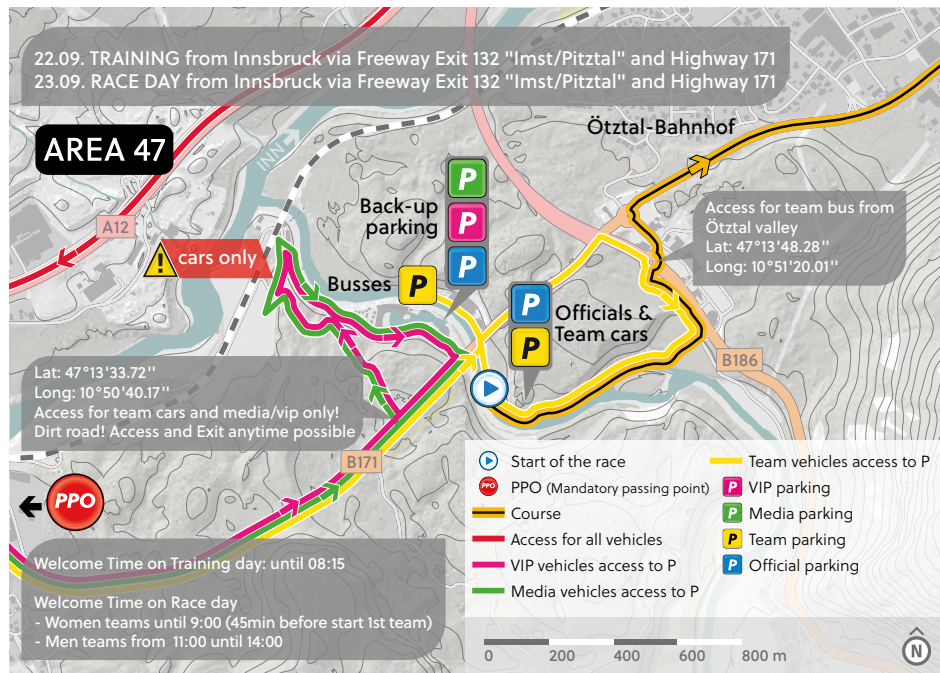 22.09. TRAINING from Innsbruck via Freeway Exit 132 "Imst/Pitztal" and Highway 171
23.09. RACE DAY from Innsbruck via Freeway Exit 132 "Imst/Pitztal" and Highway 171
AREA 47
INN
Ötztal-Bahnhof
A12
P
Back-up
parking
P
P
cars only
Busses
P
P
P
Officials &
Team cars
Access for team bus from
Ötztal valley
Lat: 47°13'48.28''
Long: 10°51'20.01''
B186
Lat: 47°13'33.72''
Long: 10°50'40.17''
Access for team cars and media/vip only!
Dirt road! Access and Exit anytime possible
B171
PPO
Welcome Time on Training day: until 08:15
Welcome Time on Race day
- Women teams until 9:00 (45min before start 1st team)
- Men teams from 11:00 until 14:00
Start of the race
PPO PPO (Mandatory passing point)
Course
Access for all vehicles
VIP vehicles access to P
Media vehicles access to P
Team vehicles access to P
P VIP parking
P Media parking
P Team parking
P Official parking
0 200 400 600 800 m
N